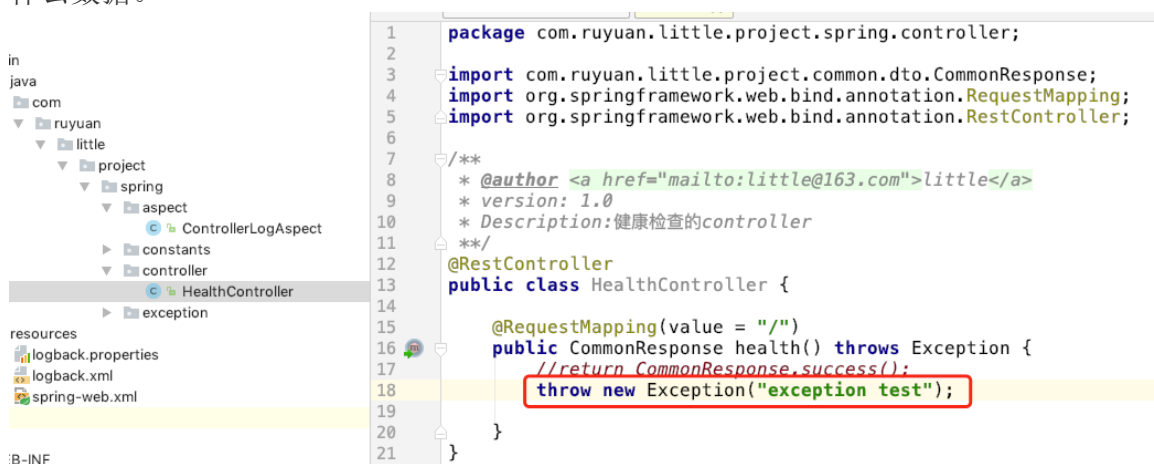 什么数据。
in
java
com
ruyuan
little
project
spring
aspect
ControllerLogAspect
constants
controller
HealthController
exception
resources
logback.properties
logback.xml
spring-web.xml
B-INF
1 package com.ruyuan.little.project.spring.controller;
2
3 import com.ruyuan.little.project.common.dto.CommonResponse;
4 import org.springframework.web.bind.annotation.RequestMapping;
5 import org.springframework.web.bind.annotation.RestController;
6
7 /**
8 * @author <a href="mailto:little@163.com">little</a>
9 * version: 1.0
10 * Description:健康检查的controller
11 **/
12 @RestController
13 public class HealthController {
14
15 @RequestMapping(value = "/")
16 public CommonResponse health() throws Exception {
17 //return CommonResponse.success();
18 throw new Exception("exception test");
19
20 }
21 }